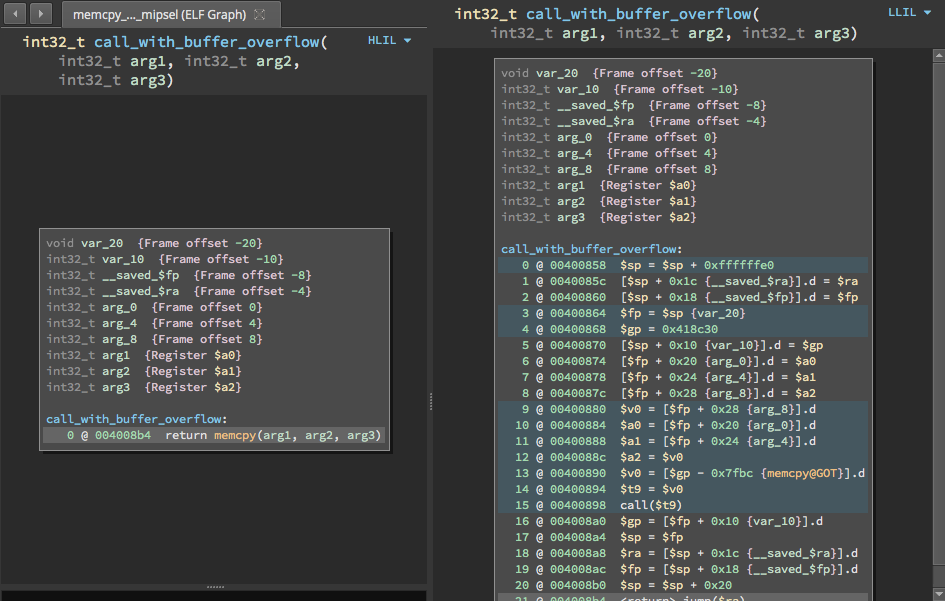 memcpy_..._mipsel (ELF Graph)
int32_t call_with_buffer_overflow(
int32_t arg1, int32_t arg2,
int32_t arg3)
HLIL
void var_20 {Frame offset -20}
int32_t var_10 {Frame offset -10}
int32_t __saved_$fp {Frame offset -8}
int32_t __saved_$ra {Frame offset -4}
int32_t arg_0 {Frame offset 0}
int32_t arg_4 {Frame offset 4}
int32_t arg_8 {Frame offset 8}
int32_t arg1 {Register $a0}
int32_t arg2 {Register $a1}
int32_t arg3 {Register $a2}
call_with_buffer_overflow:
0 @ 004008b4 return memcpy(arg1, arg2, arg3)
int32_t call_with_buffer_overflow(
int32_t arg1, int32_t arg2, int32_t arg3)
LLIL
void var_20 {Frame offset -20}
int32_t var_10 {Frame offset -10}
int32_t __saved_$fp {Frame offset -8}
int32_t __saved_$ra {Frame offset -4}
int32_t arg_0 {Frame offset 0}
int32_t arg_4 {Frame offset 4}
int32_t arg_8 {Frame offset 8}
int32_t arg1 {Register $a0}
int32_t arg2 {Register $a1}
int32_t arg3 {Register $a2}
call_with_buffer_overflow:
0 @ 00400858 $sp = $sp + 0xffffffe0
1 @ 0040085c [$sp + 0x1c {__saved_$ra}].d = $ra
2 @ 00400860 [$sp + 0x18 {__saved_$fp}].d = $fp
3 @ 00400864 $fp = $sp {var_20}
4 @ 00400868 $gp = 0x418c30
5 @ 00400870 [$sp + 0x10 {var_10}].d = $gp
6 @ 00400874 [$fp + 0x20 {arg_0}].d = $a0
7 @ 00400878 [$fp + 0x24 {arg_4}].d = $a1
8 @ 0040087c [$fp + 0x28 {arg_8}].d = $a2
9 @ 00400880 $v0 = [$fp + 0x28 {arg_8}].d
10 @ 00400884 $a0 = [$fp + 0x20 {arg_0}].d
11 @ 00400888 $a1 = [$fp + 0x24 {arg_4}].d
12 @ 0040088c $a2 = $v0
13 @ 00400890 $v0 = [$gp - 0x7fbc {memcpy@GOT}].d
14 @ 00400894 $t9 = $v0
15 @ 00400898 call($t9)
16 @ 004008a0 $gp = [$fp + 0x10 {var_10}].d
17 @ 004008a4 $sp = $fp
18 @ 004008a8 $ra = [$sp + 0x1c {__saved_$ra}].d
19 @ 004008ac $fp = [$sp + 0x18 {__saved_$fp}].d
20 @ 004008b0 $sp = $sp + 0x20
21 @ 004008b4 <return> jump($ra)